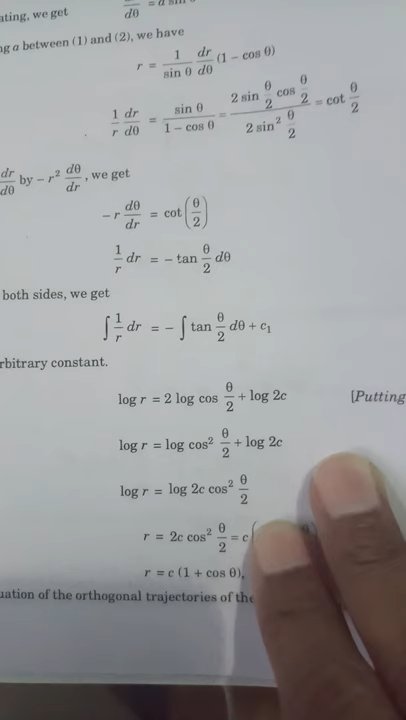 ating, we get dθ = a sin
ng a between (1) and (2), we have
r = 1/sin θ dr/dθ (1 – cos θ)
1/r dr/dθ = sin θ/1 – cos θ = 2 sin θ/2 cos θ/2 / 2 sin² θ/2 = cot θ/2
dr/dθ by – r² dθ/dr, we get
– r dθ/dr = cot(θ/2)
1/r dr = – tan θ/2 dθ
both sides, we get
∫ 1/r dr = – ∫ tan θ/2 dθ + c₁
rbitrary constant.
log r = 2 log cos θ/2 + log 2c [Putting
log r = log cos² θ/2 + log 2c
log r = log 2c cos² θ/2
r = 2c cos² θ/2 = c(
r = c (1 + cos θ),
uation of the orthogonal trajectories of the